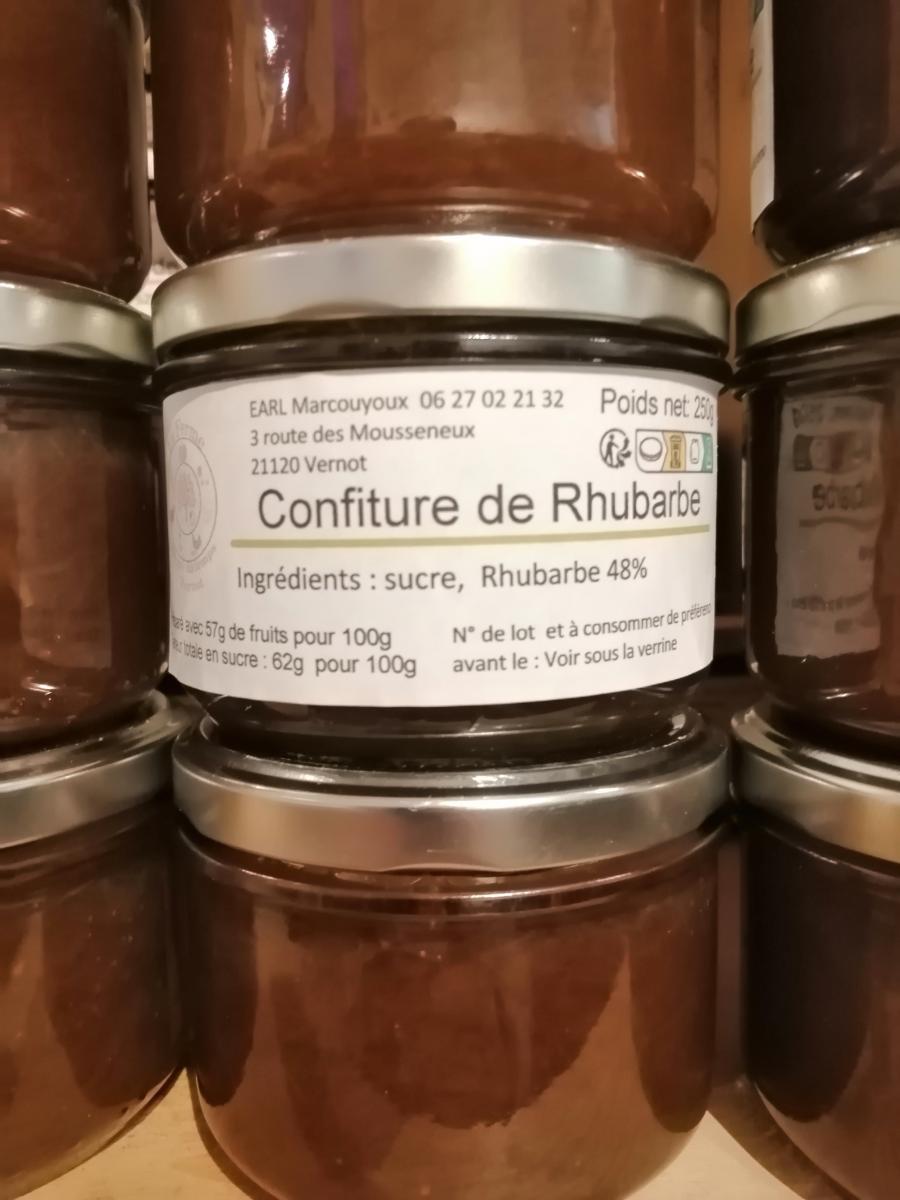 EARL Marcouyoux 06 27 02 21 32
3 route des Mousseneux
21120 Vernot
Poids net: 250g
Confiture de Rhubarbe
Ingrédients : sucre, Rhubarbe 48%
avec 57g de fruits pour 100g
totale en sucre : 62g pour 100g
N° de lot et à consommer de préféren
avant le : Voir sous la verrine